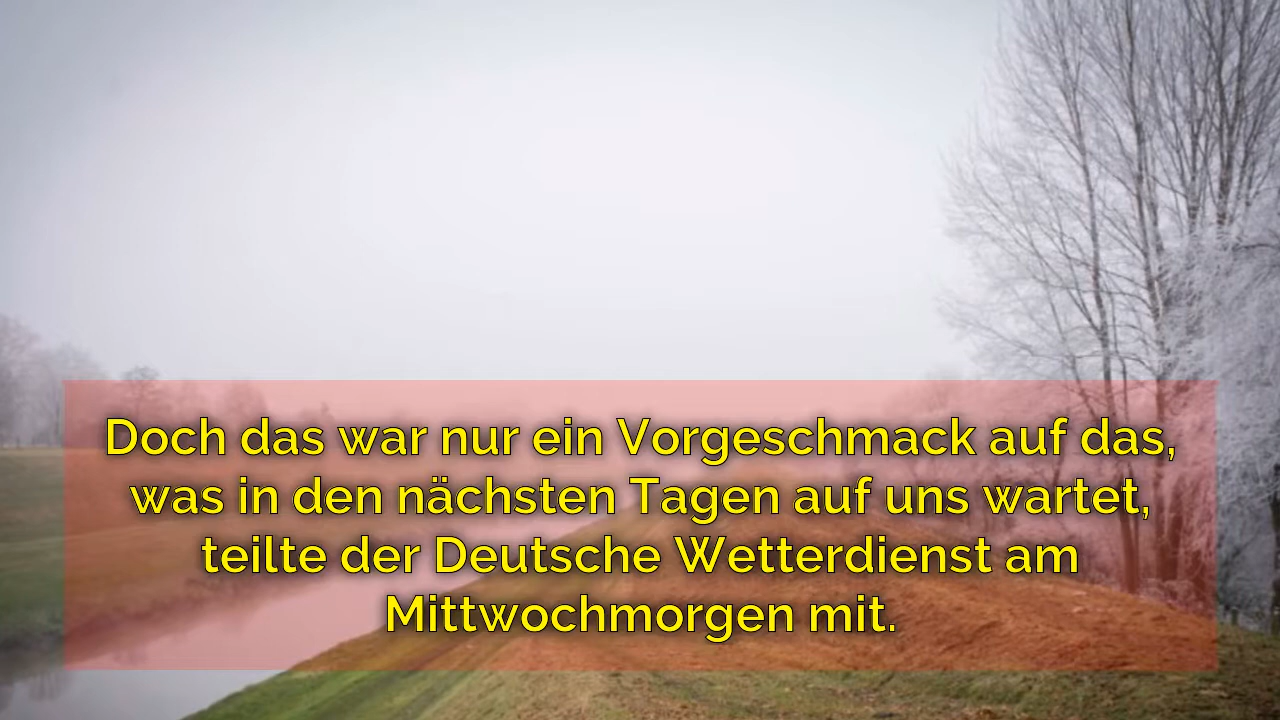 Doch das war nur ein Vorgeschmack auf das,
was in den nächsten Tagen auf uns wartet,
teilte der Deutsche Wetterdienst am
Mittwochmorgen mit.